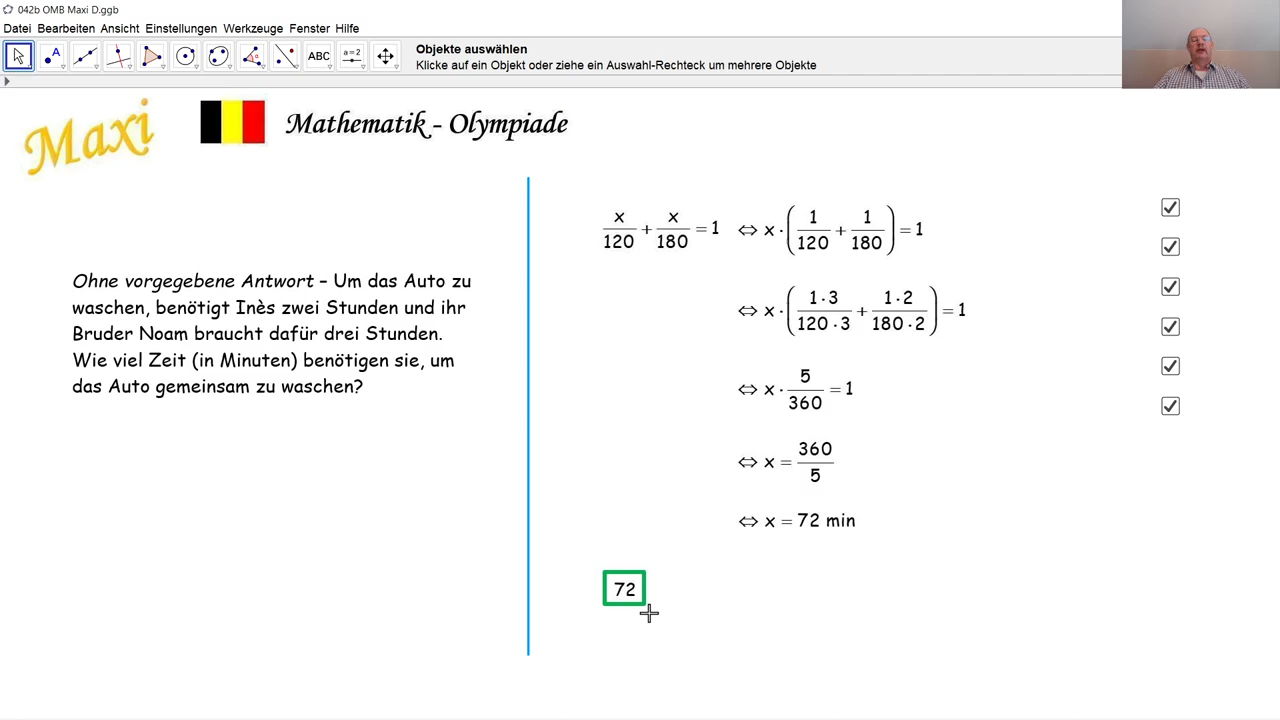 042b OMB Maxi D.ggb
Datei Bearbeiten Ansicht Einstellungen Werkzeuge Fenster Hilfe
A
ABC
a=2
Objekte auswählen
Klicke auf ein Objekt oder ziehe ein Auswahl-Rechteck um mehrere Objekte
Maxi
Mathematik - Olympiade
Ohne vorgegebene Antwort – Um das Auto zu
waschen, benötigt Inès zwei Stunden und ihr
Bruder Noam braucht dafür drei Stunden.
Wie viel Zeit (in Minuten) benötigen sie, um
das Auto gemeinsam zu waschen?
x/120 + x/180 = 1 ⇔ x · (1/120 + 1/180) = 1
⇔ x · (1·3/120·3 + 1·2/180·2) = 1
⇔ x · 5/360 = 1
⇔ x = 360/5
⇔ x = 72 min
72